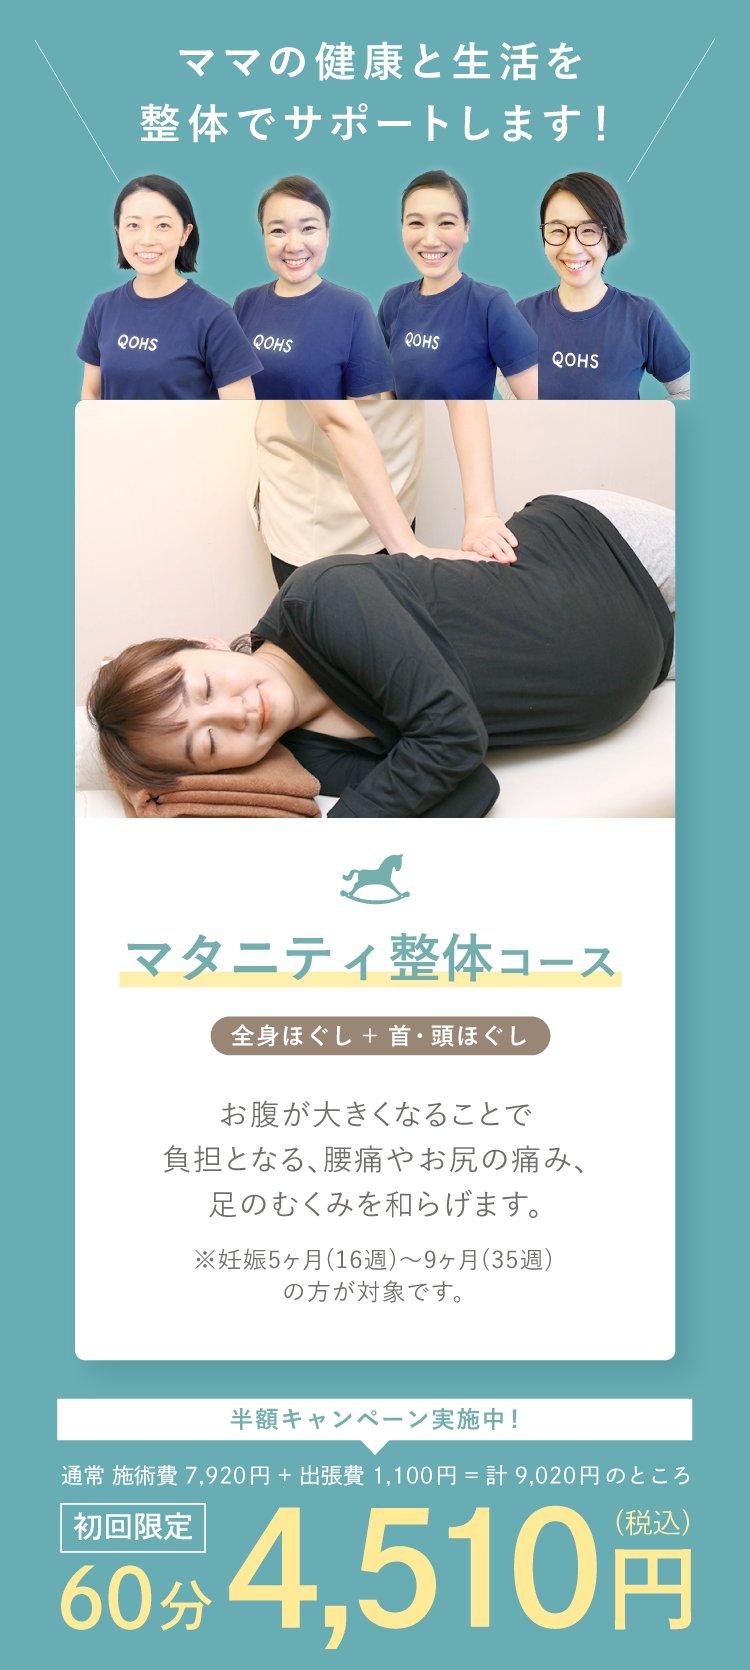 ママの健康と生活を
整体でサポートします！
QOHS QOHS QOHS QOHS
マタニティ整体コース
全身ほぐし + 首・頭ほぐし
お腹が大きくなることで
負担となる、腰痛やお尻の痛み、
足のむくみを和らげます。
※妊娠5ヶ月(16週)～9ヶ月(35週)
の方が対象です。
半額キャンペーン実施中！
通常 施術費 7,920円 + 出張費 1,100円 = 計 9,020円のところ
初回限定
60分 4,510円 (税込)